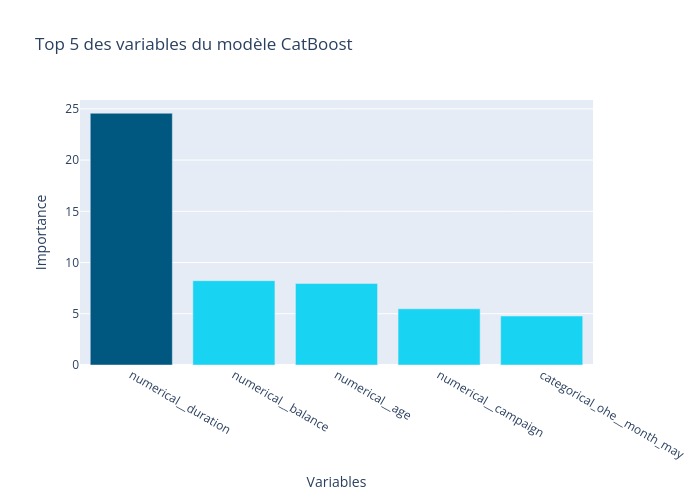 Top 5 des variables du modèle CatBoost
Importance
25
20
15
10
5
0
numerical__duration
numerical__balance
numerical__age
numerical__campaign
categorical_ohe__month_may
Variables